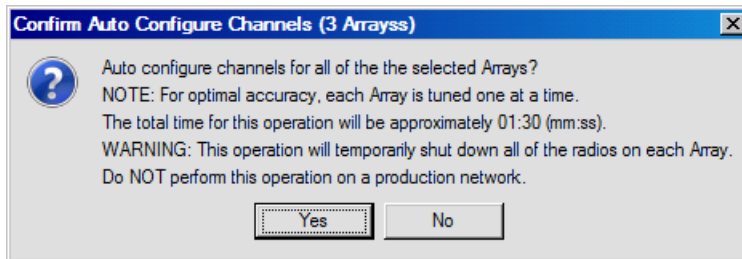 Confirm Auto Configure Channels (3 Arrayss)
Auto configure channels for all of the the selected Arrays?
NOTE: For optimal accuracy, each Array is tuned one at a time.
The total time for this operation will be approximately 01:30 (mm:ss).
WARNING: This operation will temporarily shut down all of the radios on each Array.
Do NOT perform this operation on a production network.
Yes No